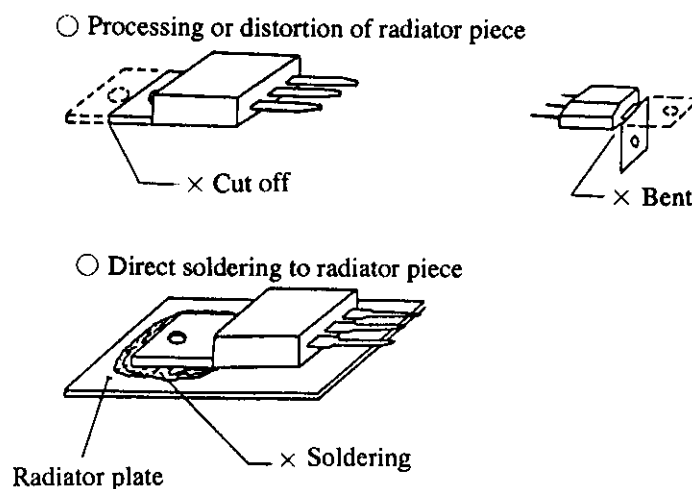 ○ Processing or distortion of radiator piece
× Cut off
× Bent
○ Direct soldering to radiator piece
× Soldering
Radiator plate